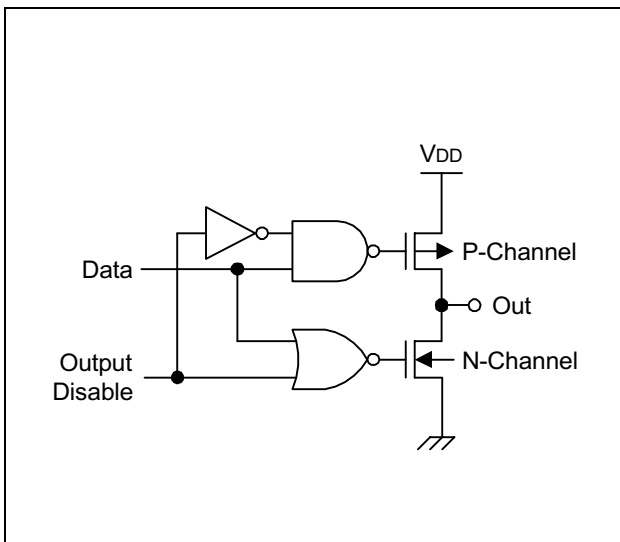 VDD
P-Channel
Data
Out
Output
Disable
N-Channel